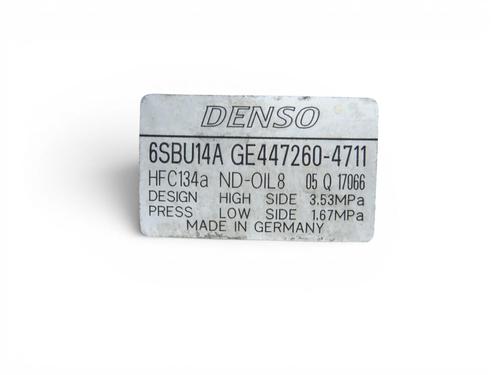 DENSO
6SBU14A GE447260-4711
HFC134a ND-OIL8 05 Q 17066
DESIGN HIGH SIDE 3.53MPa
PRESS LOW SIDE 1.67MPa
MADE IN GERMANY